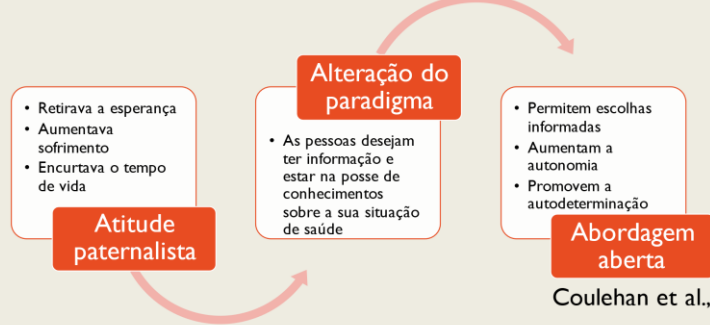 • Retirava a esperança
• Aumentava
sofrimento
• Encurtava o tempo
de vida
Atitude
paternalista
Alteração do
paradigma
• As pessoas desejam
ter informação e
estar na posse de
conhecimentos
sobre a sua situação
de saúde
• Permitem escolhas
informadas
• Aumentam a
autonomia
• Promovem a
autodeterminação
Abordagem
aberta
Coulehan et al.,